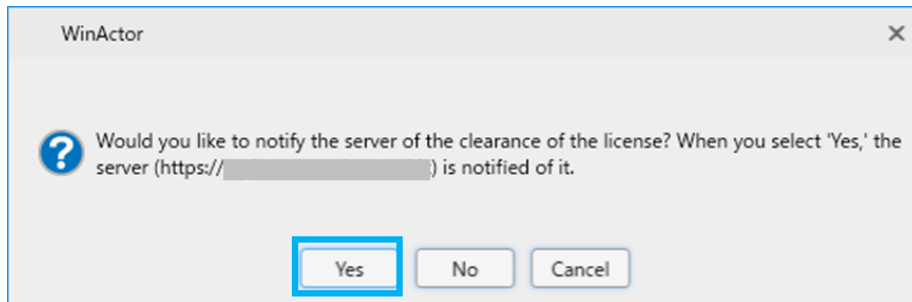 WinActor
Would you like to notify the server of the clearance of the license? When you select 'Yes,' the
server (https:// ) is notified of it.
Yes
No
Cancel